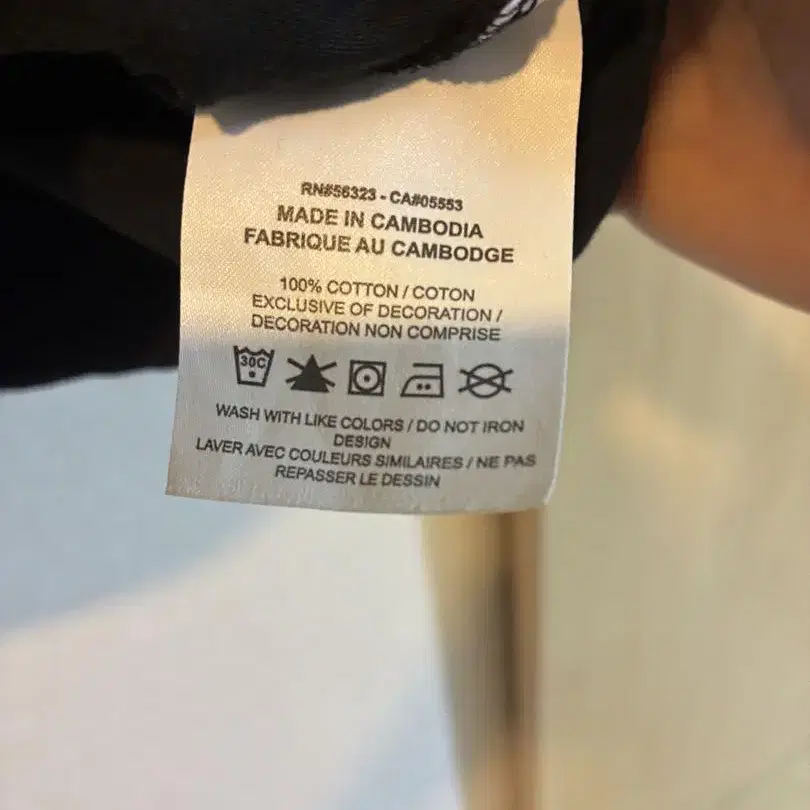 RN#56323 - CA#05553
MADE IN CAMBODIA
FABRIQUE AU CAMBODGE
100% COTTON / COTON
EXCLUSIVE OF DECORATION /
DECORATION NON COMPRISE
30C
WASH WITH LIKE COLORS / DO NOT IRON
DESIGN
LAVER AVEC COULEURS SIMILAIRES / NE PAS
REPASSER LE DESSIN